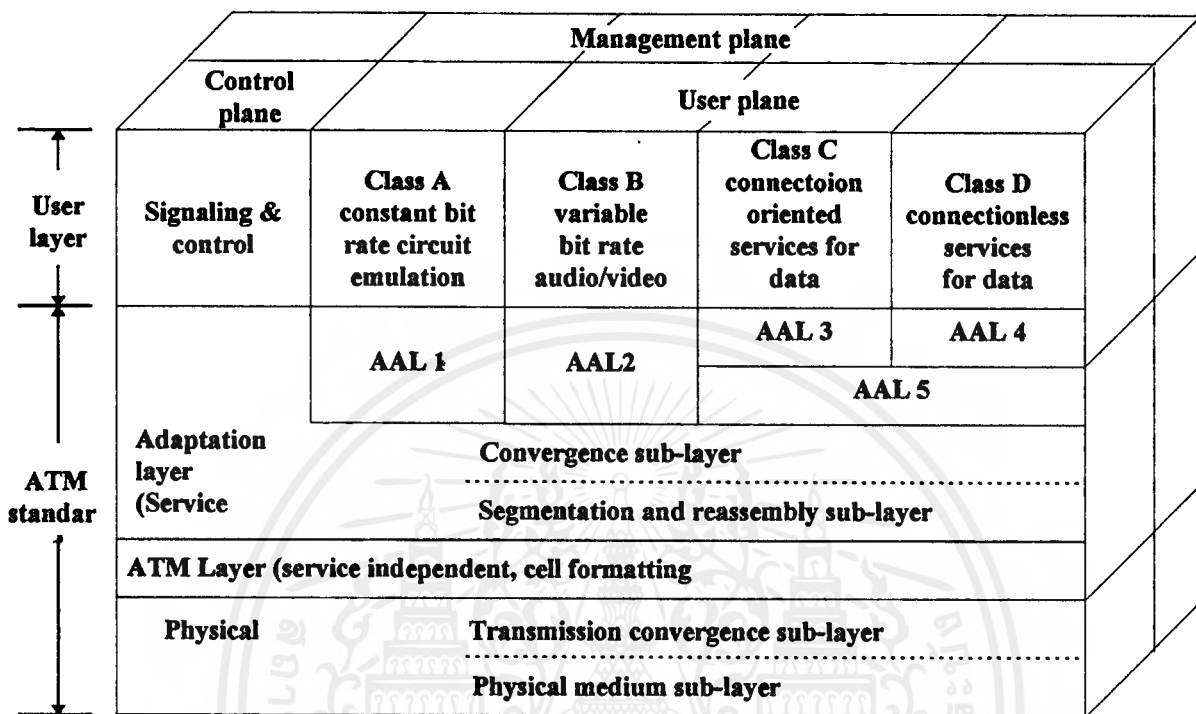 Management plane
Control
plane
User plane
User
layer
Signaling &
control
Class A
constant bit
rate circuit
emulation
Class B
variable
bit rate
audio/video
Class C
connectoion
oriented
services for
data
Class D
connectionless
services
for data
ATM
standar
AAL 1
AAL2
AAL 3
AAL 4
AAL 5
Adaptation
layer
(Service
Convergence sub-layer
Segmentation and reassembly sub-layer
ATM Layer (service independent, cell formatting
Physical
Transmission convergence sub-layer
Physical medium sub-layer